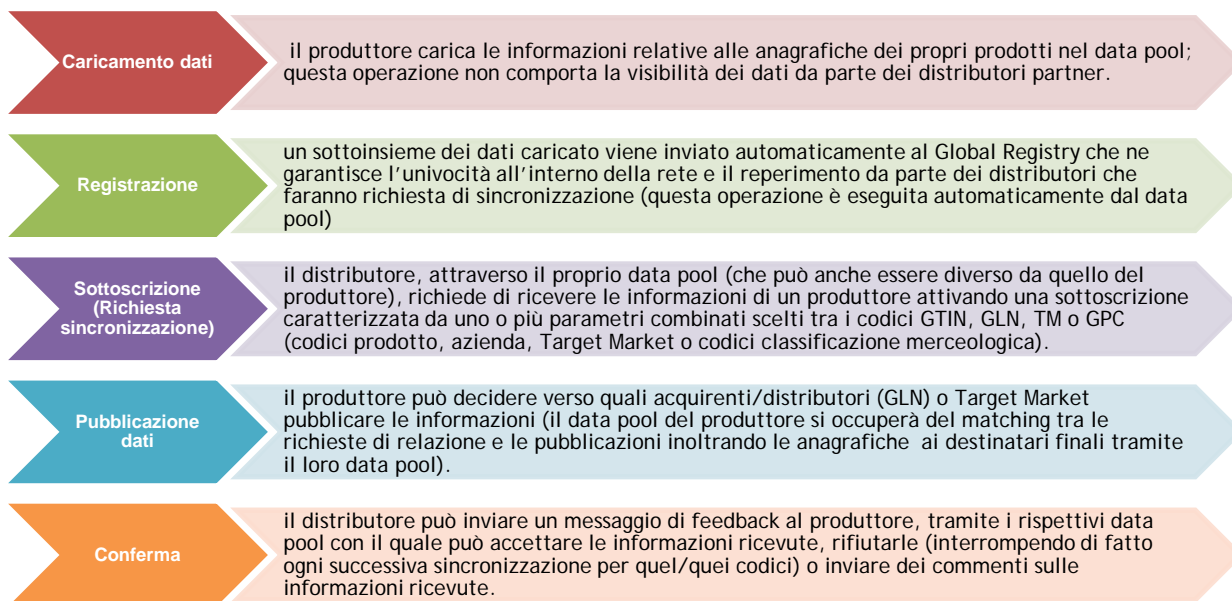 Caricamento dati
il produttore carica le informazioni relative alle anagrafiche dei propri prodotti nel data pool;
questa operazione non comporta la visibilità dei dati da parte dei distributori partner.
Registrazione
un sottoinsieme dei dati caricato viene inviato automaticamente al Global Registry che ne
garantisce l'univocità all'interno della rete e il reperimento da parte dei distributori che
faranno richiesta di sincronizzazione (questa operazione è eseguita automaticamente dal data
pool)
Sottoscrizione
(Richiesta
sincronizzazione)
il distributore, attraverso il proprio data pool (che può anche essere diverso da quello del
produttore), richiede di ricevere le informazioni di un produttore attivando una sottoscrizione
caratterizzata da uno o più parametri combinati scelti tra i codici GTIN, GLN, TM o GPC
(codici prodotto, azienda, Target Market o codici classificazione merceologica).
Pubblicazione
dati
il produttore può decidere verso quali acquirenti/distributori (GLN) o Target Market
pubblicare le informazioni (il data pool del produttore si occuperà del matching tra le
richieste di relazione e le pubblicazioni inoltrando le anagrafiche ai destinatari finali tramite
il loro data pool).
Conferma
il distributore può inviare un messaggio di feedback al produttore, tramite i rispettivi data
pool con il quale può accettare le informazioni ricevute, rifiutarle (interrompendo di fatto
ogni successiva sincronizzazione per quel/quei codici) o inviare dei commenti sulle
informazioni ricevute.